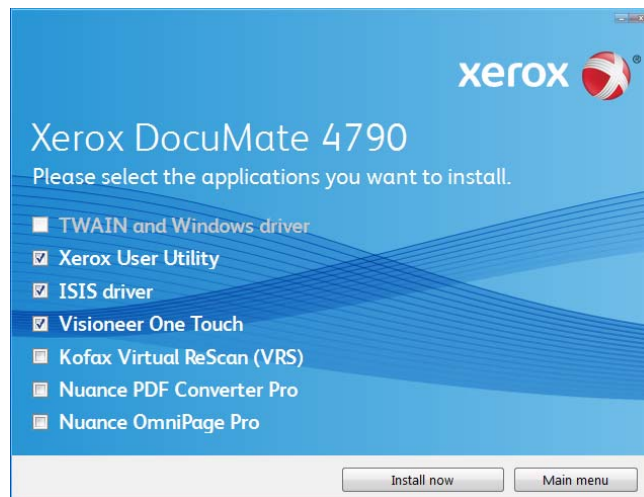 xerox
Xerox DocuMate 4790
Please select the applications you want to install.
TWAIN and Windows driver
Xerox User Utility
ISIS driver
Visioneer One Touch
Kofax Virtual ReScan (VRS)
Nuance PDF Converter Pro
Nuance OmniPage Pro
Install now Main menu